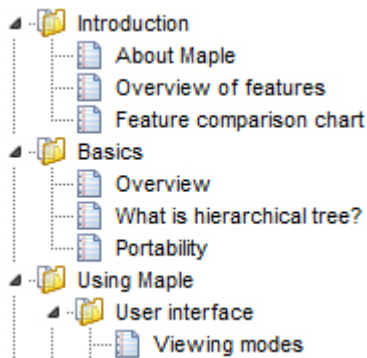 Introduction
About Maple
Overview of features
Feature comparison chart
Basics
Overview
What is hierarchical tree?
Portability
Using Maple
User interface
Viewing modes